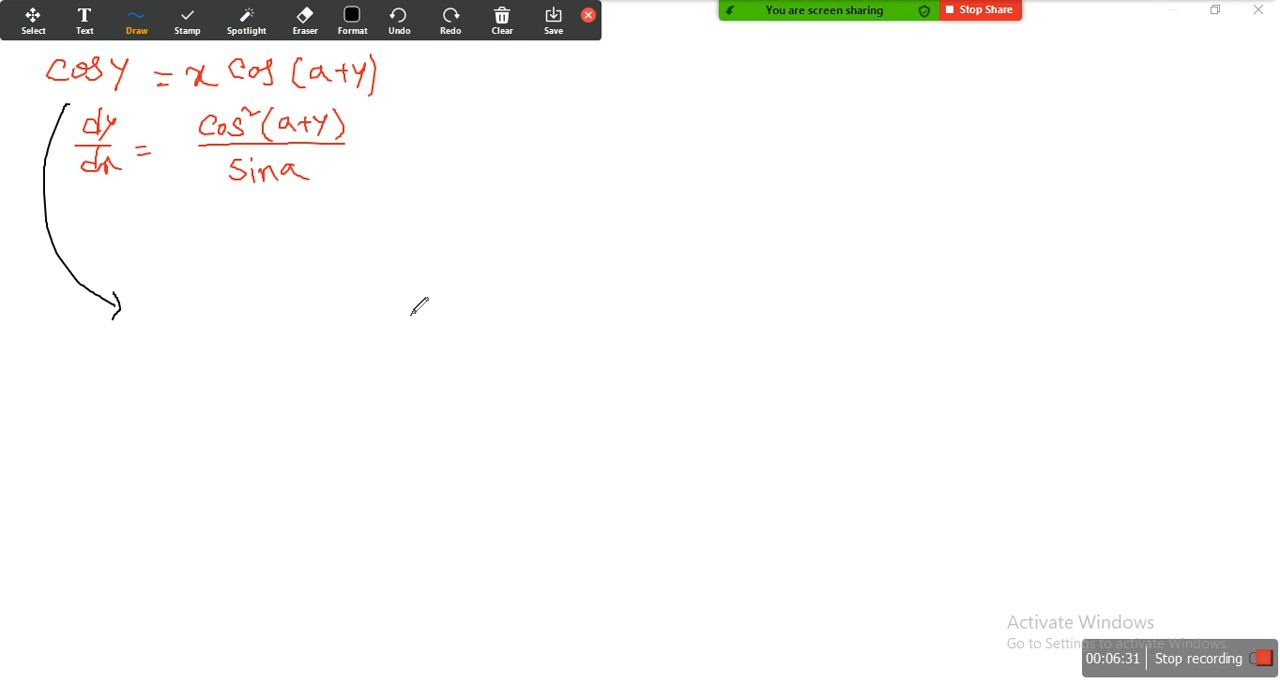 Select Text Draw Stamp Spotlight Eraser Format Undo Redo Clear Save
You are screen sharing Stop Share
Cos y = x Cos (a+y)
dy/dx = Cos²(a+y)/Sin a
Activate Windows
Go to Settings to activate Windows.
00:06:31 Stop recording